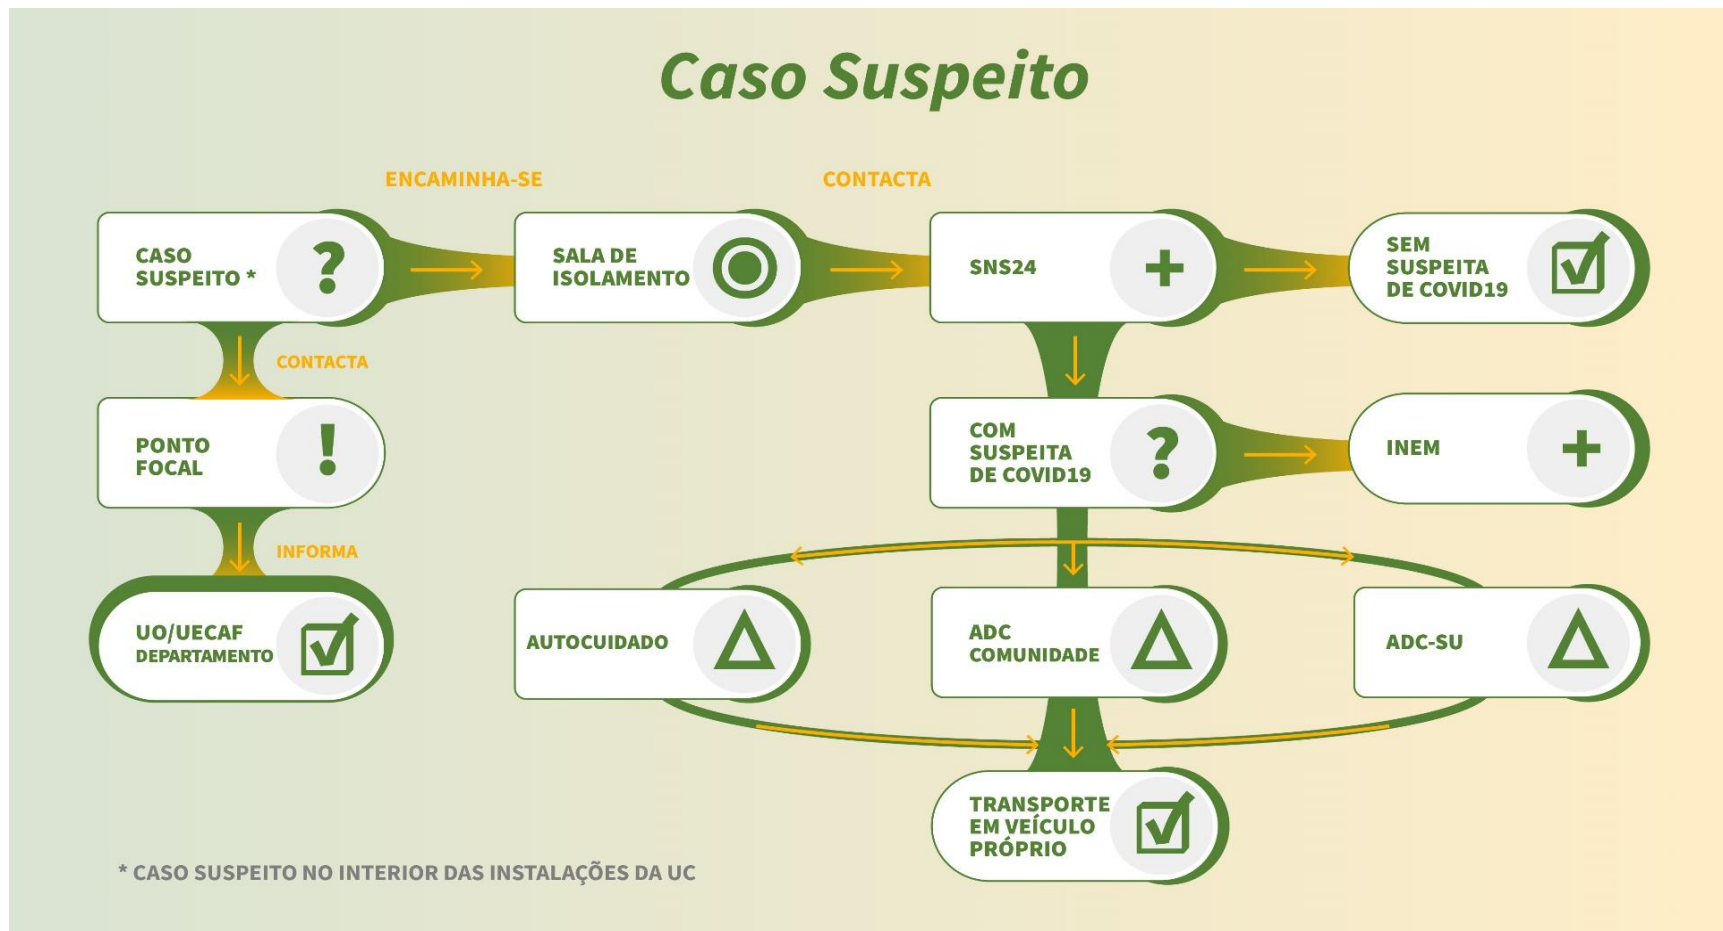 Caso Suspeito
ENCAMINHA-SE
CONTACTA
CASO
SUSPEITO *
?
SALA DE
ISOLAMENTO
SNS24
+
SEM
SUSPEITA
DE COVID19
CONTACTA
PONTO
FOCAL
!
COM
SUSPEITA
DE COVID19
?
INEM
+
INFORMA
UO/UECAF
DEPARTAMENTO
AUTOCUIDADO
ADC
COMUNIDADE
ADC-SU
TRANSPORTE
EM VEÍCULO
PRÓPRIO
* CASO SUSPEITO NO INTERIOR DAS INSTALAÇÕES DA UC